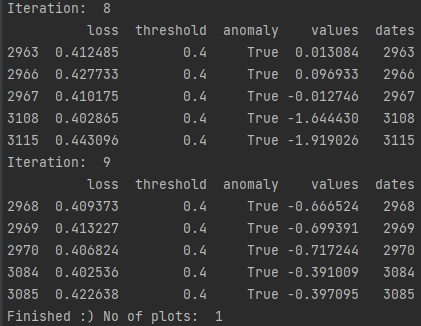 Iteration:  8
          loss  threshold  anomaly    values  dates
2963  0.412485        0.4     True  0.013084   2963
2966  0.427733        0.4     True  0.096933   2966
2967  0.410175        0.4     True -0.012746   2967
3108  0.402865        0.4     True -1.644430   3108
3115  0.443096        0.4     True -1.919026   3115
Iteration:  9
          loss  threshold  anomaly    values  dates
2968  0.409373        0.4     True -0.666524   2968
2969  0.413227        0.4     True -0.699391   2969
2970  0.406824        0.4     True -0.717244   2970
3084  0.402536        0.4     True -0.391009   3084
3085  0.422638        0.4     True -0.397095   3085
Finished :) No of plots:  1